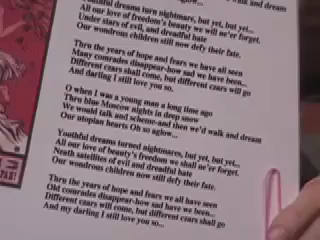 walk and dream
Youthful dreams turn nightmare, but yet, but yet...
All our love of freedom's beauty we will ne'er forget.
Under stars of evil, and dreadful hate
Our wondrous children still now defy their fate.
Thru the years of hope and fears we have all seen
Many comrades disappear-how sad we have been...
Different czars shall come, but different czars will go
And darling I still love you so.
O when I was a young man a long time ago
Thru blue Moscow nights in deep snow
We would talk and scheme-and then we'd walk and dream
Our utopian hearts Oh so aglow...
Youthful dreams turned nightmares, but yet, but yet...
All our love of beauty's freedom we shall ne'er forget.
Neath satellites of evil and dreadful hate
Our wondrous children now still defy their fate.
Thru the years of hope and fears we all have seen
Old comrades disappear-how sad we have been...
Different czars will come, but different czars shall go
And my darling I still love you so...